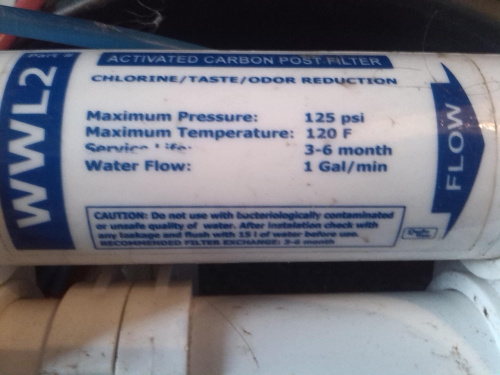 Part #
WWL2
ACTIVATED CARBON POST FILTER
CHLORINE/TASTE/ODOR REDUCTION
Maximum Pressure: 125 psi
Maximum Temperature: 120 F
Service Life: 3-6 month
Water Flow: 1 Gal/min
CAUTION: Do not use with bacteriologically contaminated
or unsafe quality of water. After instalation check with
any leakage and flush with 15 l of water before use.
RECOMMENDED FILTER EXCHANGE: 3-6 month
FLOW